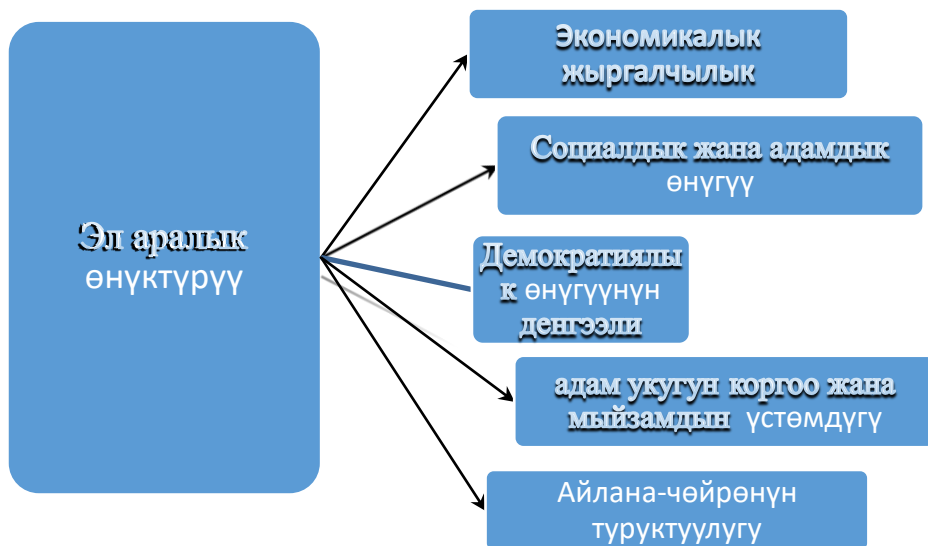 Эл аралык
өнүктүрүү
Экономикалык
жыргалчылык
Социалдык жана адамдык
өнүгүү
Демократиялы
к өнүгүүнүн
денгээли
адам укугун коргоо жана
мыйзамдын үстөмдүгү
Айлана-чөйрөнүн
туруктуулугу